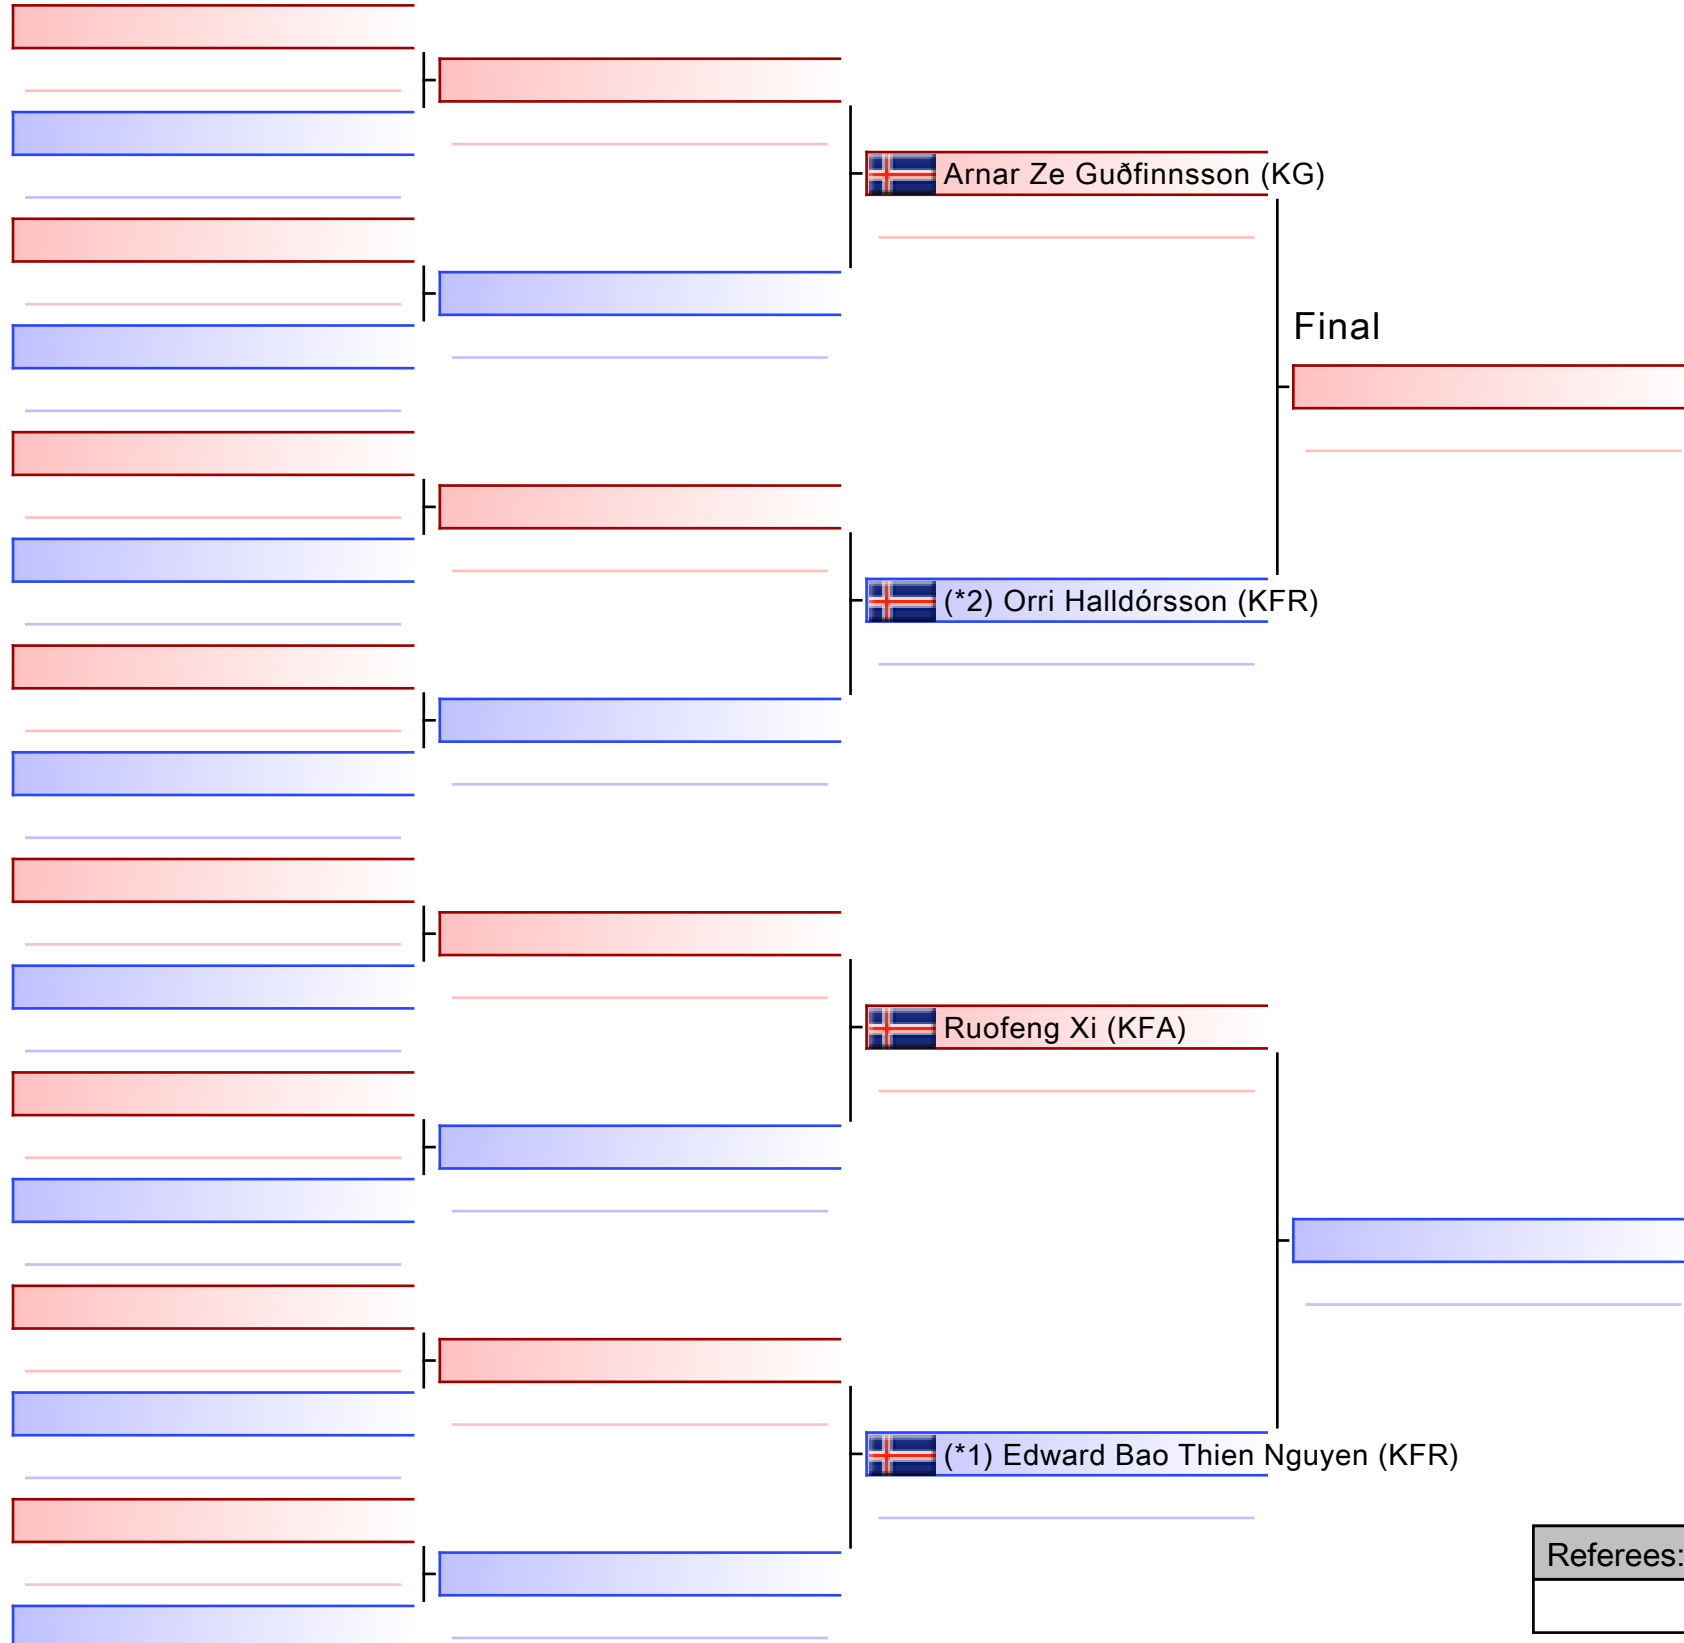 Arnar Ze Guðfinnsson (KG)
Final
(*2) Orri Halldórsson (KFR)
Ruofeng Xi (KFA)
(*1) Edward Bao Thien Nguyen (KFR)
Referees: